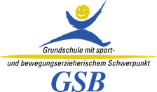 Grundschule mit sport-
und bewegungserzieherischem Schwerpunkt
GSB